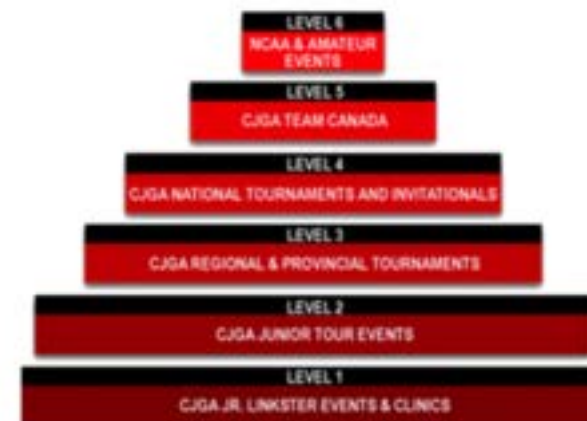 LEVEL 6
NCAA & AMATEUR
EVENTS
LEVEL 5
CJGA TEAM CANADA
LEVEL 4
CJGA NATIONAL TOURNAMENTS AND INVITATIONALS
LEVEL 3
CJGA REGIONAL & PROVINCIAL TOURNAMENTS
LEVEL 2
CJGA JUNIOR TOUR EVENTS
LEVEL 1
CJGA JR. LINKSTER EVENTS & CLINICS